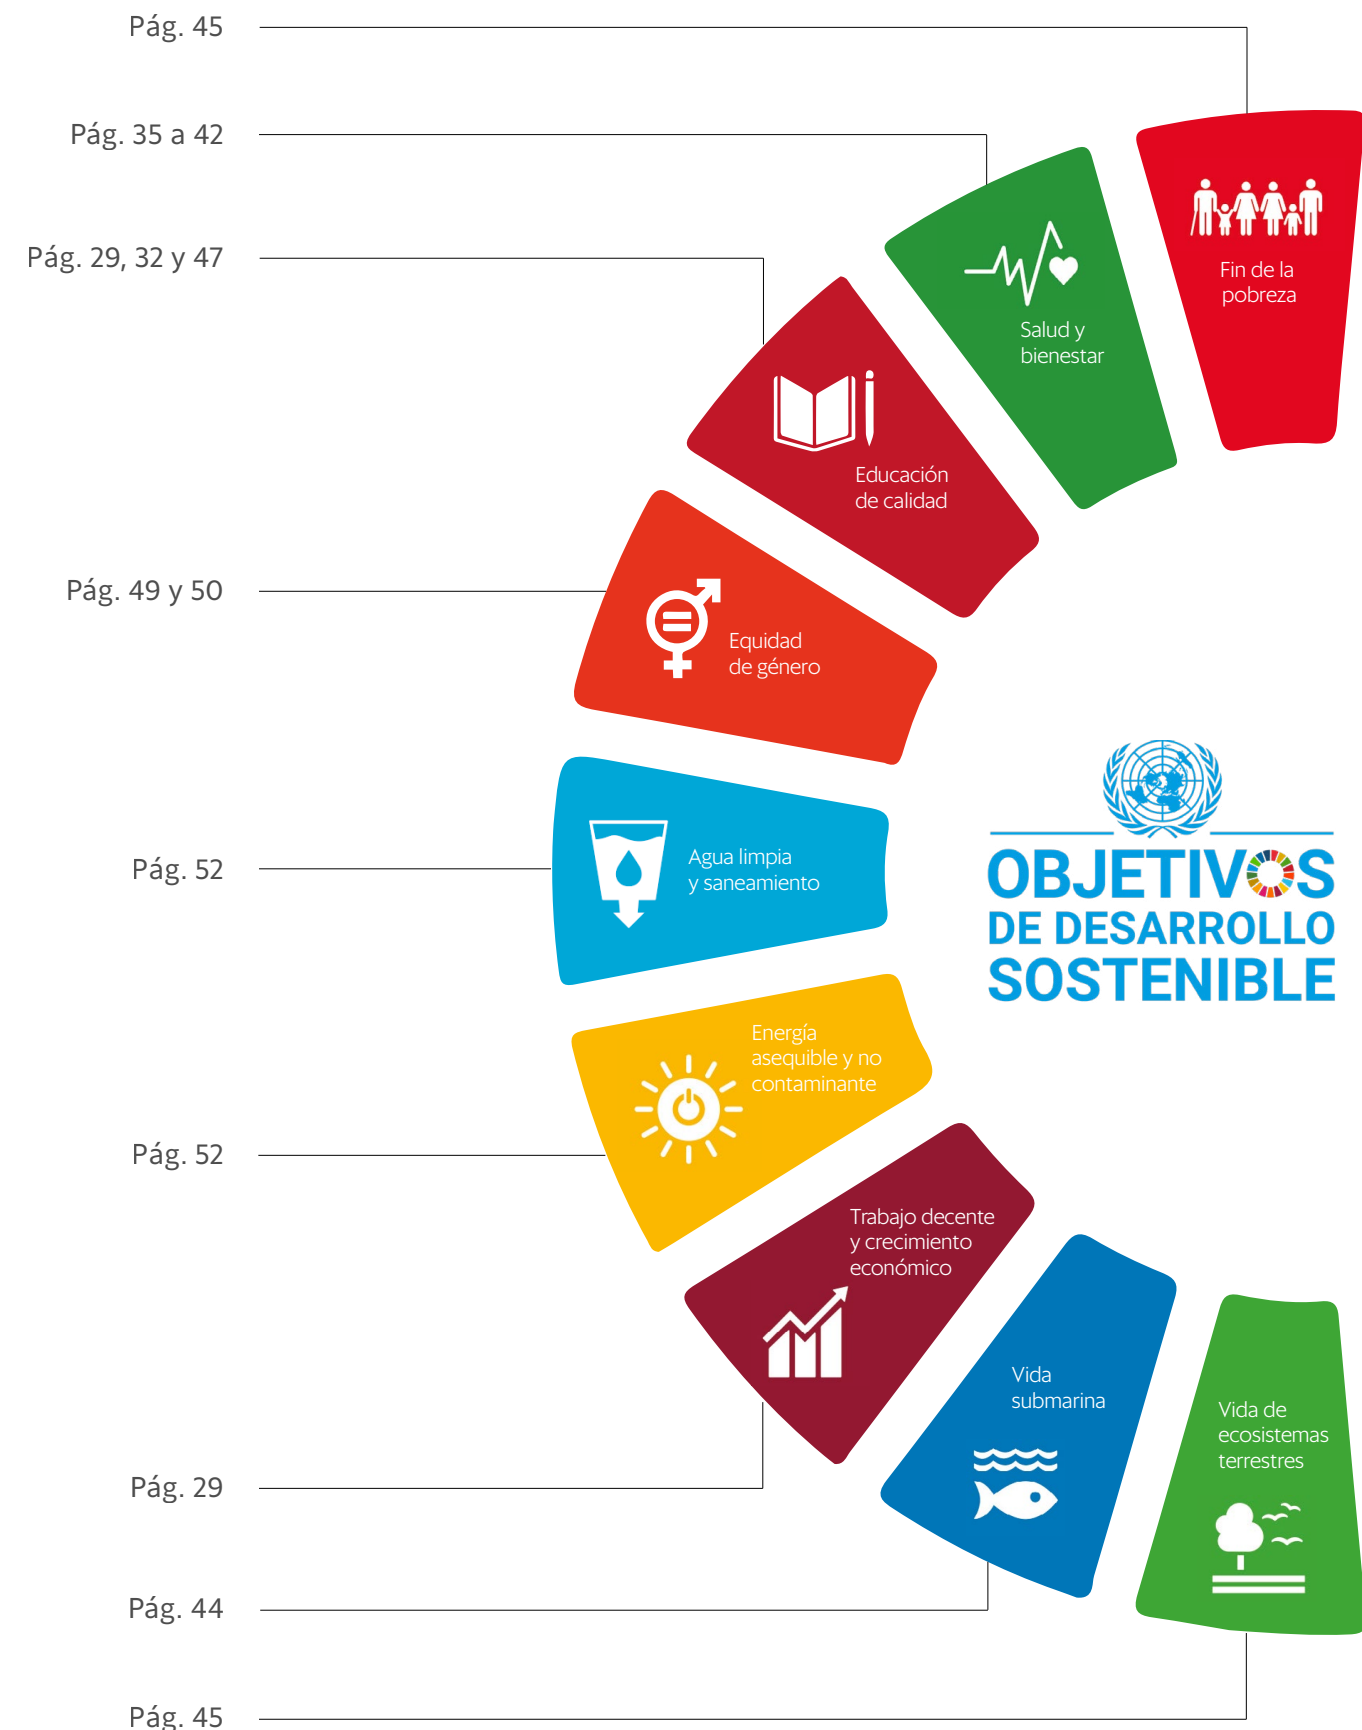 Pág. 45
Fin de la
pobreza
Pág. 35 a 42
Salud y
bienestar
Pág. 29, 32 y 47
Educación
de calidad
Pág. 49 y 50
Equidad
de género
Pág. 52
Agua limpia
y saneamiento
OBJETIVOS
DE DESARROLLO
SOSTENIBLE
Pág. 52
Energía
asequible y no
contaminante
Pág. 29
Trabajo decente
y crecimiento
económico
Pág. 44
Vida
submarina
Pág. 45
Vida de
ecosistemas
terrestres